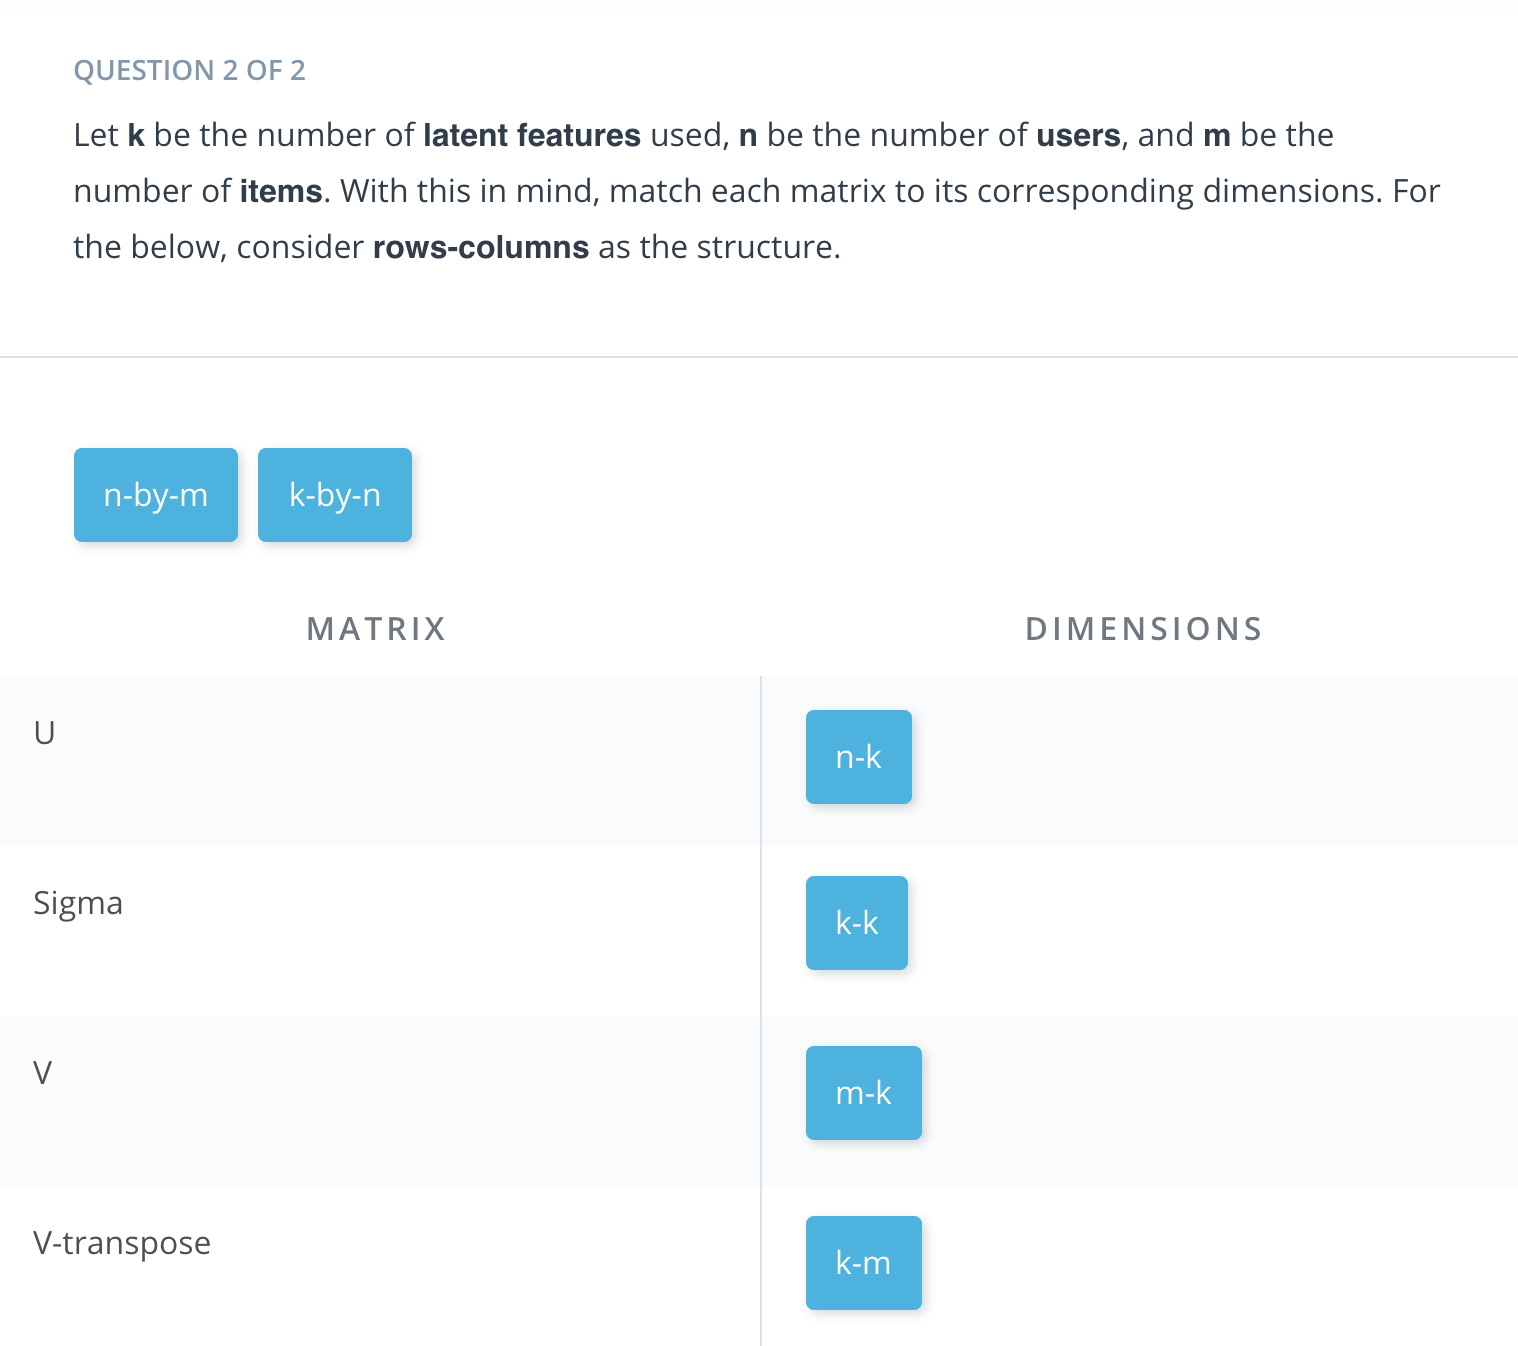 QUESTION 2 OF 2
Let k be the number of latent features used, n be the number of users, and m be the
number of items. With this in mind, match each matrix to its corresponding dimensions. For
the below, consider rows-columns as the structure.
n-by-m k-by-n
MATRIX DIMENSIONS
U n-k
Sigma k-k
V m-k
V-transpose k-m